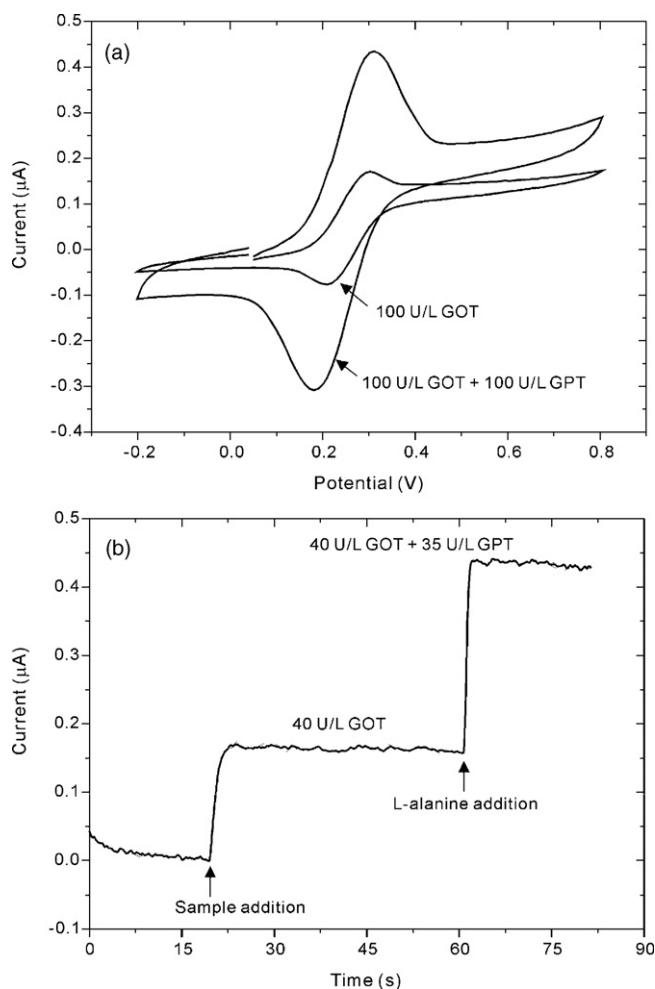 (a)
0.5
0.4
0.3
0.2
0.1
0.0
-0.1
-0.2
-0.3
-0.4
Current (μA)
100 U/L GOT
100 U/L GOT + 100 U/L GPT
-0.2 0.0 0.2 0.4 0.6 0.8
Potential (V)
(b)
0.5
0.4
0.3
0.2
0.1
0.0
-0.1
Current (μA)
40 U/L GOT + 35 U/L GPT
40 U/L GOT
L-alanine addition
Sample addition
0 15 30 45 60 75 90
Time (s)